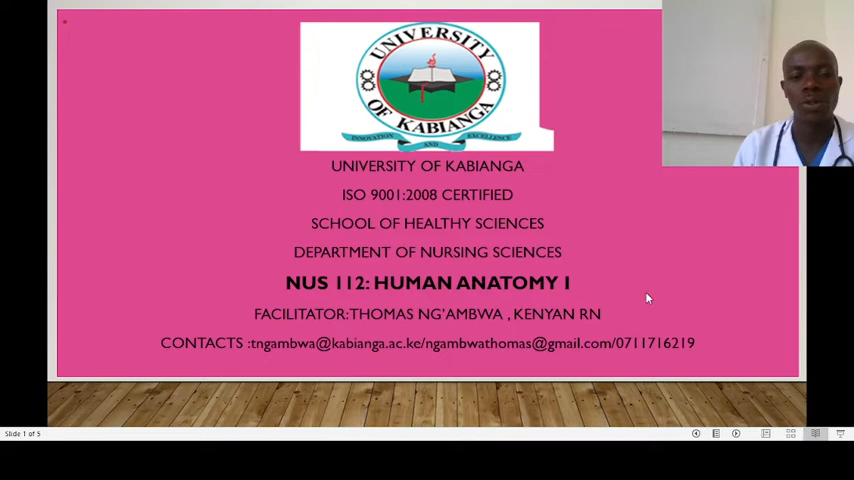 UNIVERSITY
OF KABIANGA
INNOVATION AND EXCELLENCE
UNIVERSITY OF KABIANGA
ISO 9001:2008 CERTIFIED
SCHOOL OF HEALTHY SCIENCES
DEPARTMENT OF NURSING SCIENCES
NUS 112: HUMAN ANATOMY I
FACILITATOR:THOMAS NG'AMBWA , KENYAN RN
CONTACTS :tngambwa@kabianga.ac.ke/ngambwathomas@gmail.com/0711716219
Slide 1 of 5